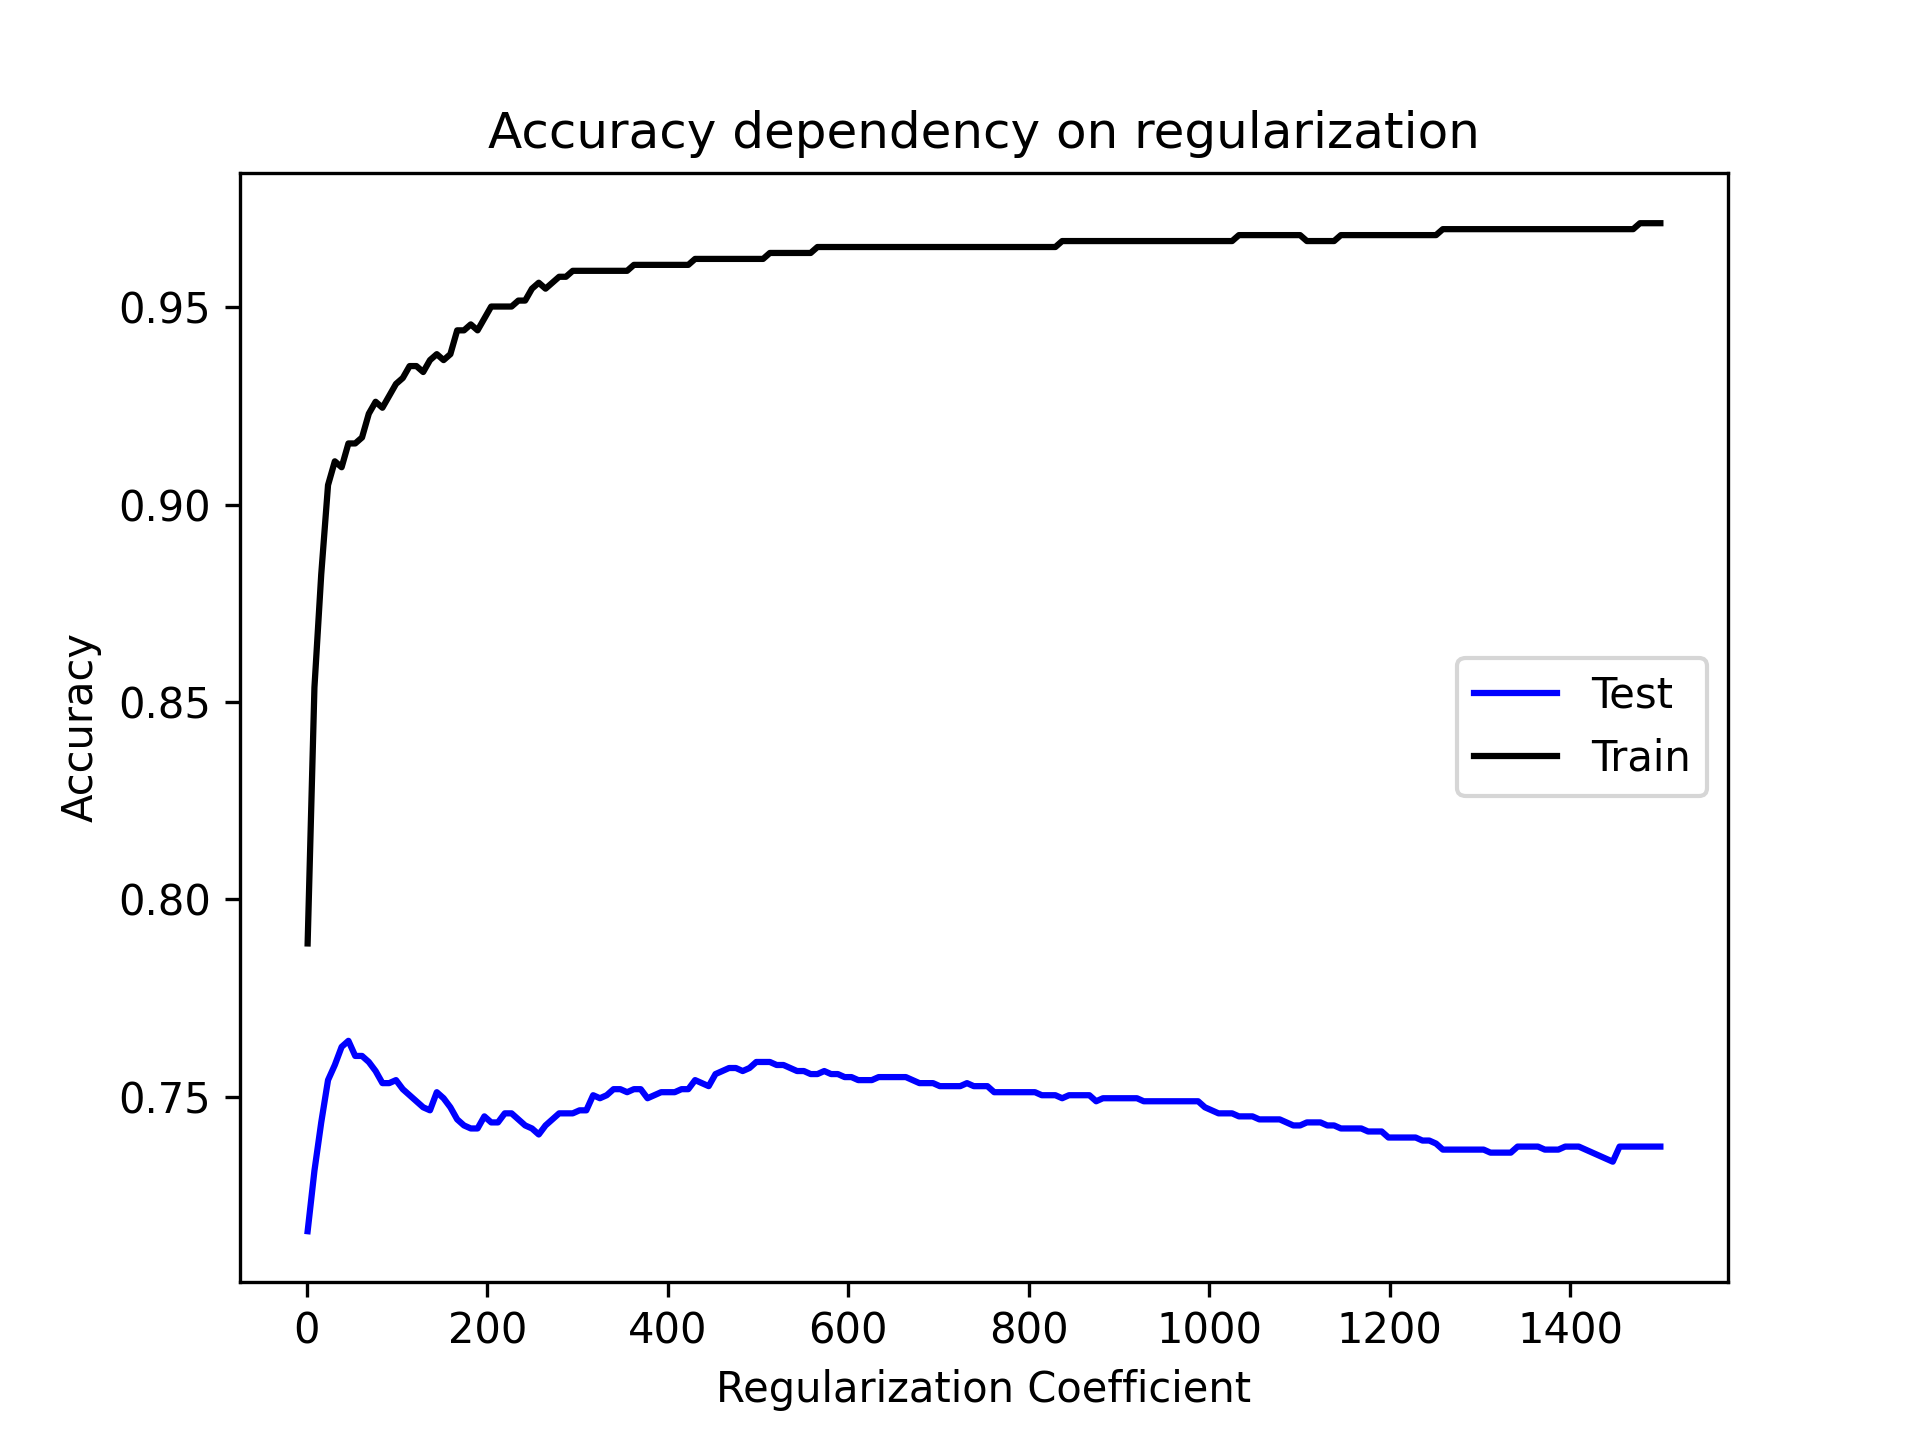 Accuracy dependency on regularization
Accuracy
0.95
0.90
0.85
0.80
0.75
Test
Train
0 200 400 600 800 1000 1200 1400
Regularization Coefficient